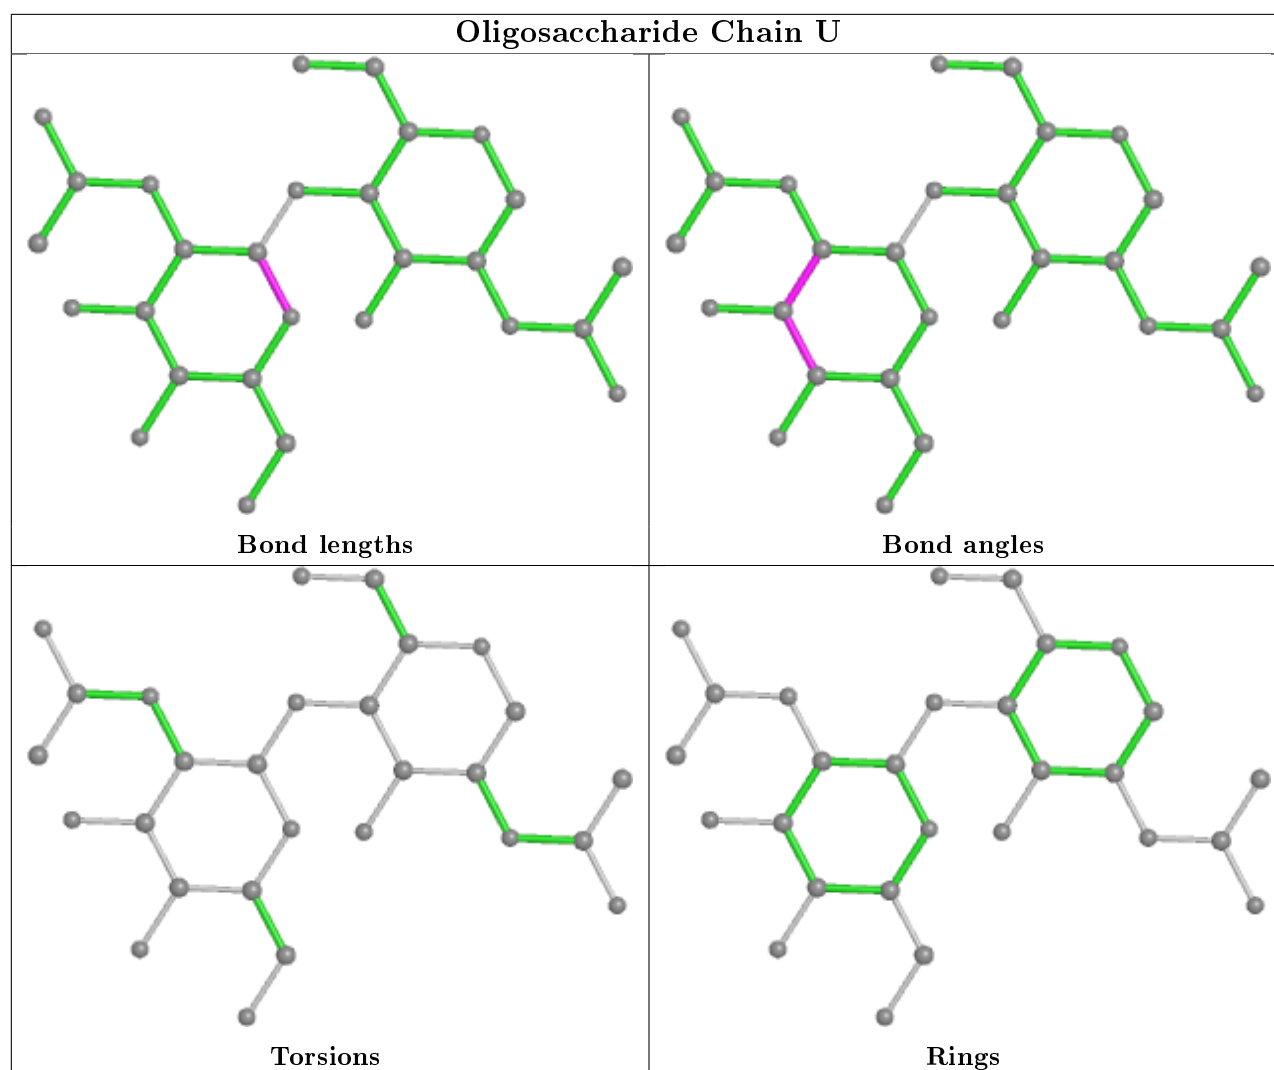 Oligosaccharide Chain U
Bond lengths
Bond angles
Torsions
Rings